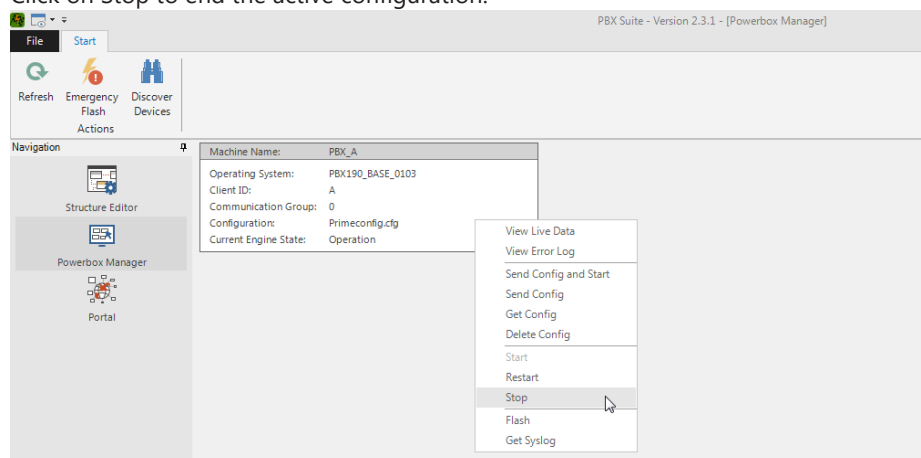 Click on Stop to end the active configuration.
PBX Suite - Version 2.3.1 - [Powerbox Manager]
File Start
Refresh Emergency Flash Discover Devices
Actions
Navigation
Structure Editor
Powerbox Manager
Portal
Machine Name: PBX_A
Operating System: PBX190_BASE_0103
Client ID: A
Communication Group: 0
Configuration: Primeconfig.cfg
Current Engine State: Operation
View Live Data
View Error Log
Send Config and Start
Send Config
Get Config
Delete Config
Start
Restart
Stop
Flash
Get Syslog